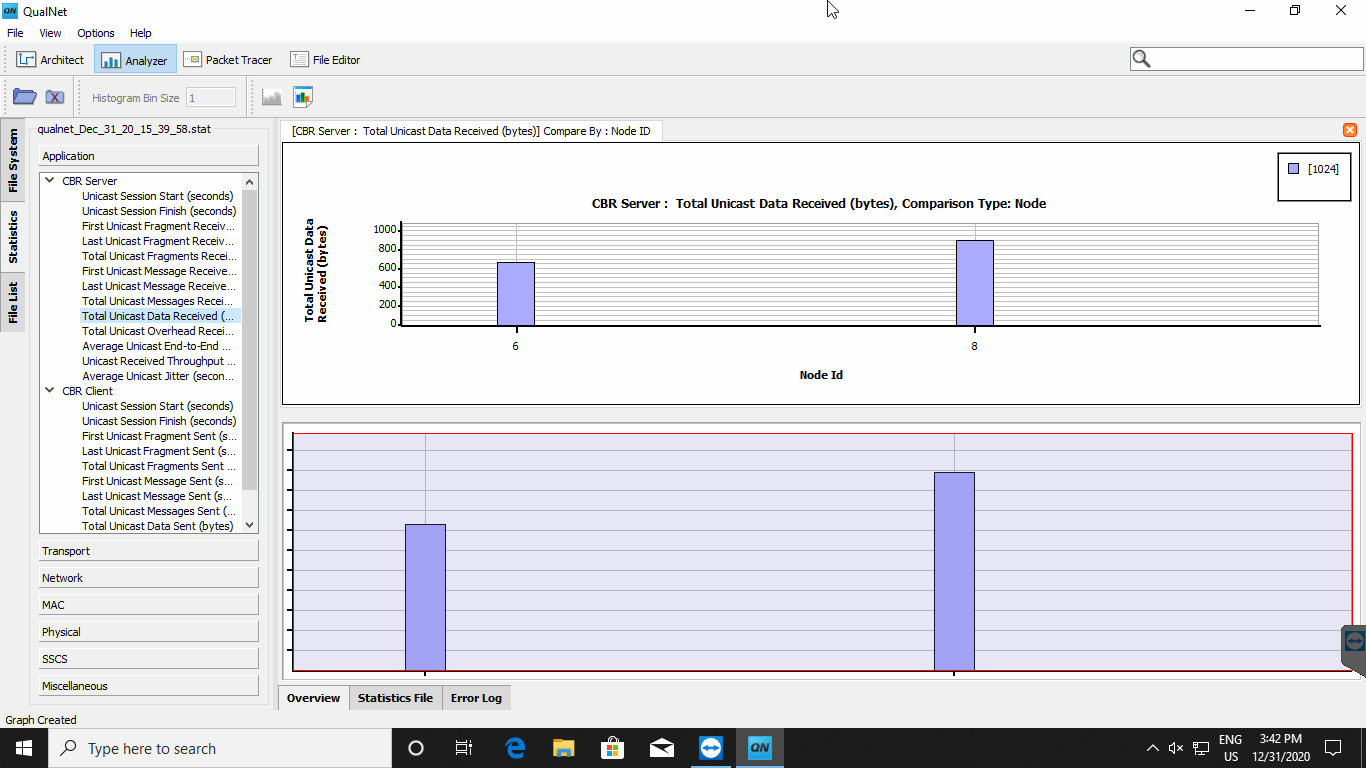 QualNet
File View Options Help
Architect Analyzer Packet Tracer File Editor
Histogram Bin Size 1
File System
Statistics
File List
qualnet_Dec_31_20_15_39_58.stat
Application
CBR Server
Unicast Session Start (seconds)
Unicast Session Finish (seconds)
First Unicast Fragment Receiv...
Last Unicast Fragment Receiv...
Total Unicast Fragments Recei...
First Unicast Message Receive...
Last Unicast Message Receive...
Total Unicast Messages Recei...
Total Unicast Data Received (...
Total Unicast Overhead Recei...
Average Unicast End-to-End ...
Unicast Received Throughput ...
Average Unicast Jitter (secon...
CBR Client
Unicast Session Start (seconds)
Unicast Session Finish (seconds)
First Unicast Fragment Sent (s...
Last Unicast Fragment Sent (s...
Total Unicast Fragments Sent ...
First Unicast Message Sent (s...
Last Unicast Message Sent (s...
Total Unicast Messages Sent (...
Total Unicast Data Sent (bytes)
Transport
Network
MAC
Physical
SSCS
Miscellaneous
[CBR Server : Total Unicast Data Received (bytes)] Compare By : Node ID
[1024]
CBR Server : Total Unicast Data Received (bytes), Comparison Type: Node
Total Unicast Data
Received (bytes)
1000
800
600
400
200
0
6 8
Node Id
Overview Statistics File Error Log
Graph Created
Type here to search
ENG
US
3:42 PM
12/31/2020